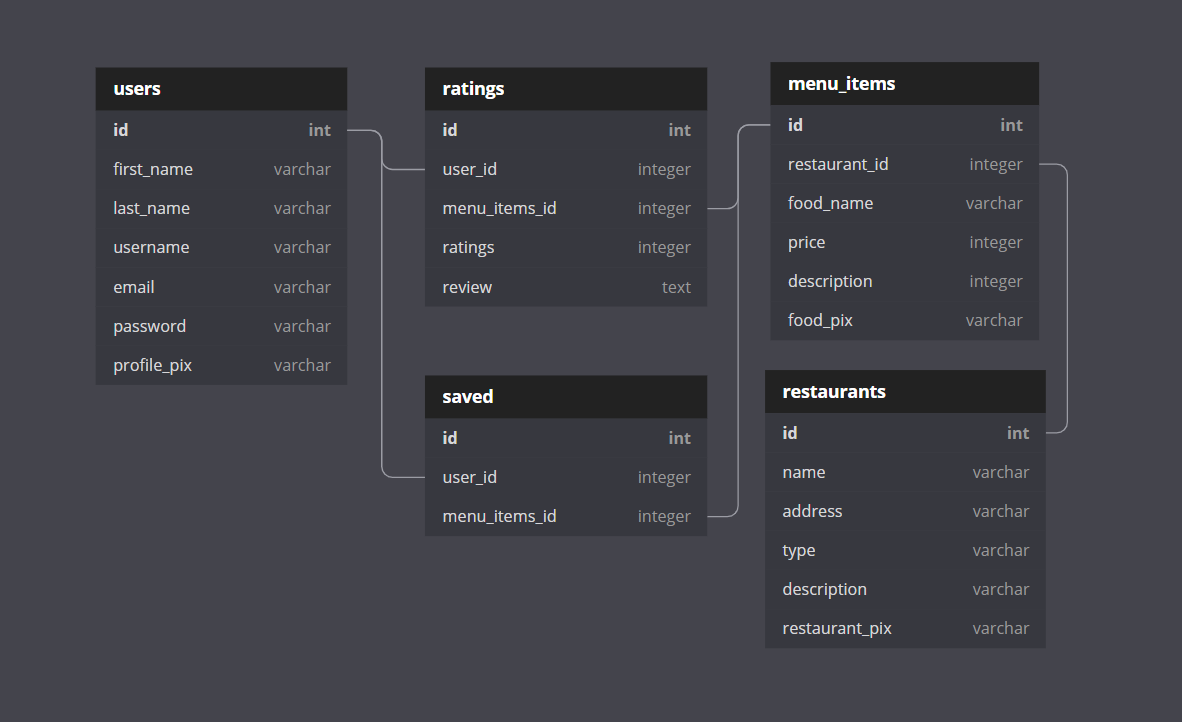 users
id int
first_name varchar
last_name varchar
username varchar
email varchar
password varchar
profile_pix varchar
ratings
id int
user_id integer
menu_items_id integer
ratings integer
review text
saved
id int
user_id integer
menu_items_id integer
menu_items
id int
restaurant_id integer
food_name varchar
price integer
description integer
food_pix varchar
restaurants
id int
name varchar
address varchar
type varchar
description varchar
restaurant_pix varchar